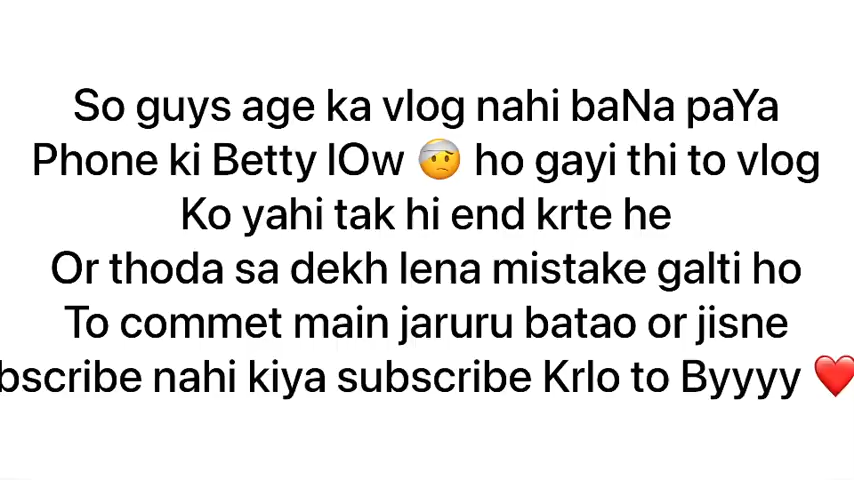 So guys age ka vlog nahi baNa paYa
Phone ki Betty lOw 🤕 ho gayi thi to vlog
Ko yahi tak hi end krte he
Or thoda sa dekh lena mistake galti ho
To commet main jaruru batao or jisne
bscribe nahi kiya subscribe Krlo to Byyyy ❤️